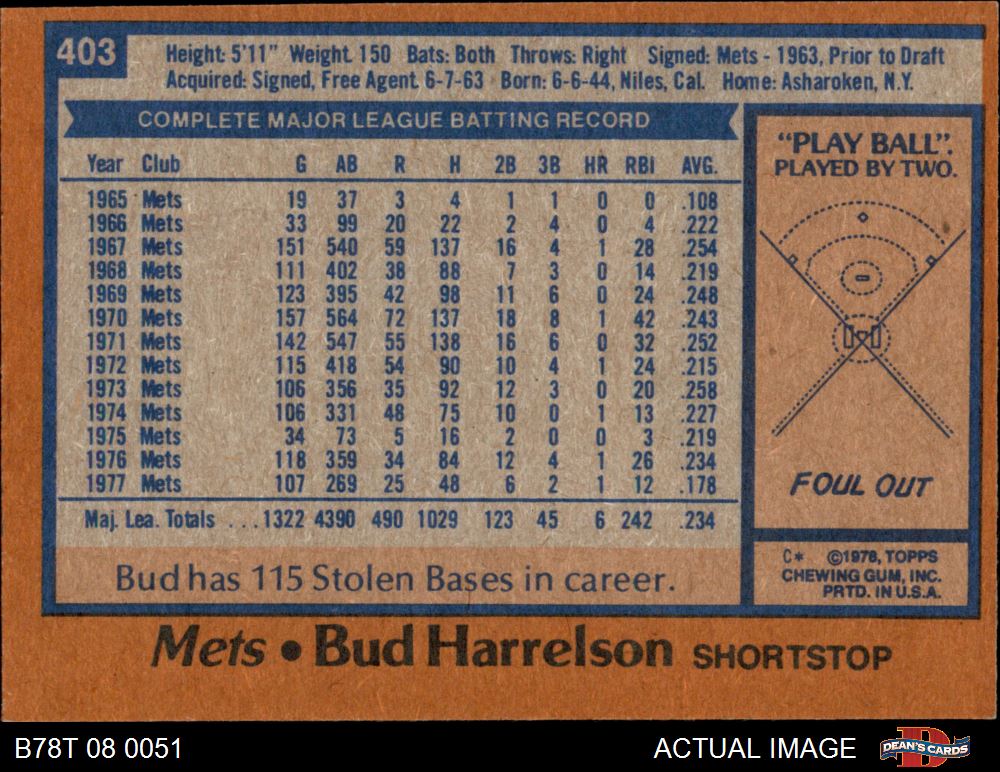 403
Height: 5'11" Weight. 150 Bats: Both Throws: Right Signed: Mets - 1963, Prior to Draft
Acquired: Signed, Free Agent. 6-7-63 Born: 6-6-44, Niles, Cal. Home: Asharoken, N.Y.
COMPLETE MAJOR LEAGUE BATTING RECORD
Year Club G AB R H 2B 3B HR RBI AVG.
1965 Mets 19 37 3 4 1 1 0 0 .108
1966 Mets 33 99 20 22 2 4 0 4 .222
1967 Mets 151 540 59 137 16 4 1 28 .254
1968 Mets 111 402 38 88 7 3 0 14 .219
1969 Mets 123 395 42 98 11 6 0 24 .248
1970 Mets 157 564 72 137 18 8 1 42 .243
1971 Mets 142 547 55 138 16 6 0 32 .252
1972 Mets 115 418 54 90 10 4 1 24 .215
1973 Mets 106 356 35 92 12 3 0 20 .258
1974 Mets 106 331 48 75 10 0 1 13 .227
1975 Mets 34 73 5 16 2 0 0 3 .219
1976 Mets 118 359 34 84 12 4 1 26 .234
1977 Mets 107 269 25 48 6 2 1 12 .178
Maj. Lea. Totals ...1322 4390 490 1029 123 45 6 242 .234
Bud has 115 Stolen Bases in career.
"PLAY BALL".
PLAYED BY TWO.
FOUL OUT
C* ©1978, TOPPS
CHEWING GUM, INC.
PRTD. IN U.S.A.
Mets • Bud Harrelson SHORTSTOP
B78T 08 0051
ACTUAL IMAGE
DEAN'S CARDS